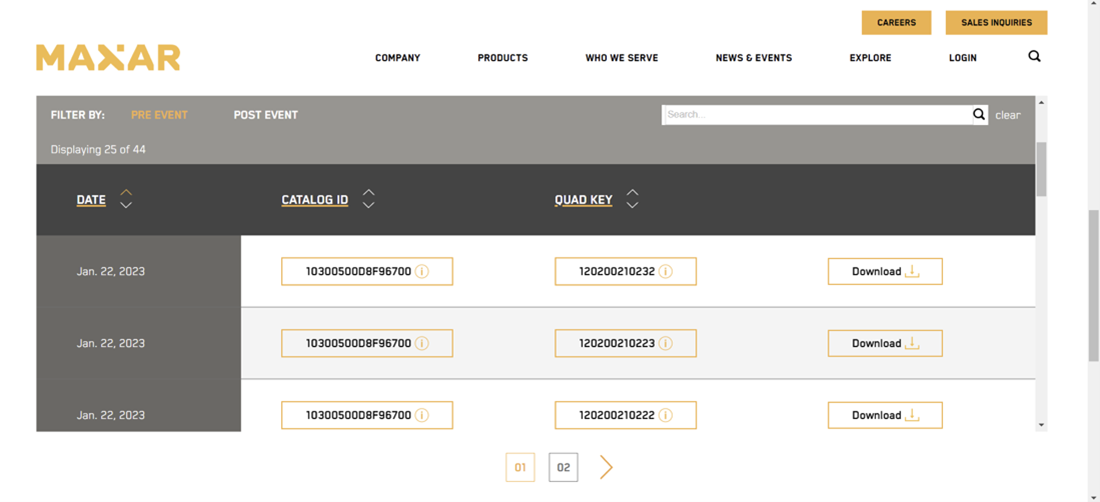 CAREERS SALES INQUIRIES
MAXAR
COMPANY PRODUCTS WHO WE SERVE NEWS & EVENTS EXPLORE LOGIN
FILTER BY: PRE EVENT POST EVENT Search... clear
Displaying 25 of 44
DATE CATALOG ID QUAD KEY
Jan. 22, 2023 10300500D8F96700 120200210232 Download
Jan. 22, 2023 10300500D8F96700 120200210223 Download
Jan. 22, 2023 10300500D8F96700 120200210222 Download
01 02